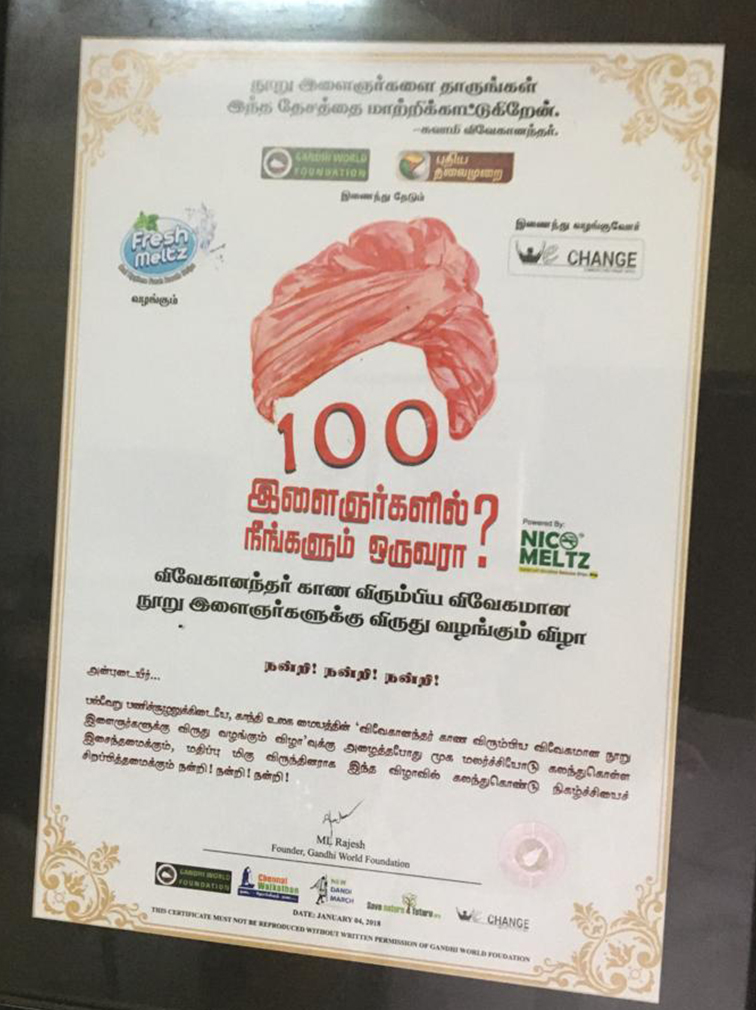 நூறு இளைஞர்களை தாருங்கள்
இந்த தேசத்தை மாற்றிக்காட்டுகிறேன்.
-சுவாமி விவேகானந்தர்.
GANDHI WORLD FOUNDATION
புதிய தலைமுறை
இணைந்து தேடும்
Fresh Meltz
வழங்கும்
இணைந்து வழங்குவோர்
We CHANGE
100
இளைஞர்களில்
நீங்களும் ஒருவரா?
Powered By:
NICO MELTZ
விவேகானந்தர் காண விரும்பிய விவேகமான
நூறு இளைஞர்களுக்கு விருது வழங்கும் விழா
நன்றி! நன்றி! நன்றி!
அன்புடையீர்...
பல்வேறு பணிச்சூழலுக்கிடையே, காந்தி உலக மையத்தின் 'விவேகானந்தர் காண விரும்பிய விவேகமான நூறு
இளைஞர்களுக்கு விருது வழங்கும் விழா'வுக்கு அழைத்தபோது முக மலர்ச்சியோடு கலந்துகொள்ள
இசைந்தமைக்கும், மதிப்பு மிகு விருந்தினராக இந்த விழாவில் கலந்துகொண்டு நிகழ்ச்சியைச்
சிறப்பித்தமைக்கும் நன்றி! நன்றி! நன்றி!
ML Rajesh
Founder, Gandhi World Foundation
GANDHI WORLD FOUNDATION
Chennai Walkathon
NEW DANDI MARCH
Save nature 4 future
We CHANGE
DATE: JANUARY 04, 2018
THIS CERTIFICATE MUST NOT BE REPRODUCED WITHOUT WRITTEN PERMISSION OF GANDHI WORLD FOUDATION